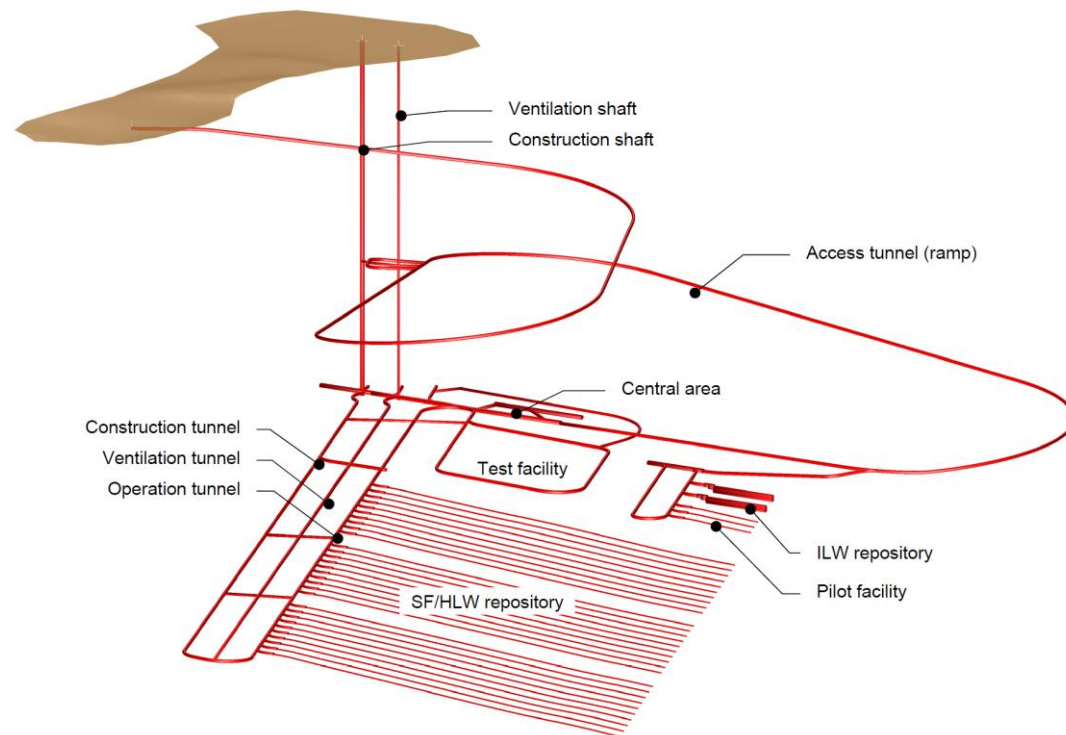 Ventilation shaft
Construction shaft
Access tunnel (ramp)
Central area
Construction tunnel
Ventilation tunnel
Test facility
Operation tunnel
ILW repository
Pilot facility
SF/HLW repository